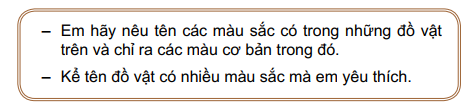 – Em hãy nêu tên các màu sắc có trong những đồ vật
trên và chỉ ra các màu cơ bản trong đó.
– Kể tên đồ vật có nhiều màu sắc mà em yêu thích.